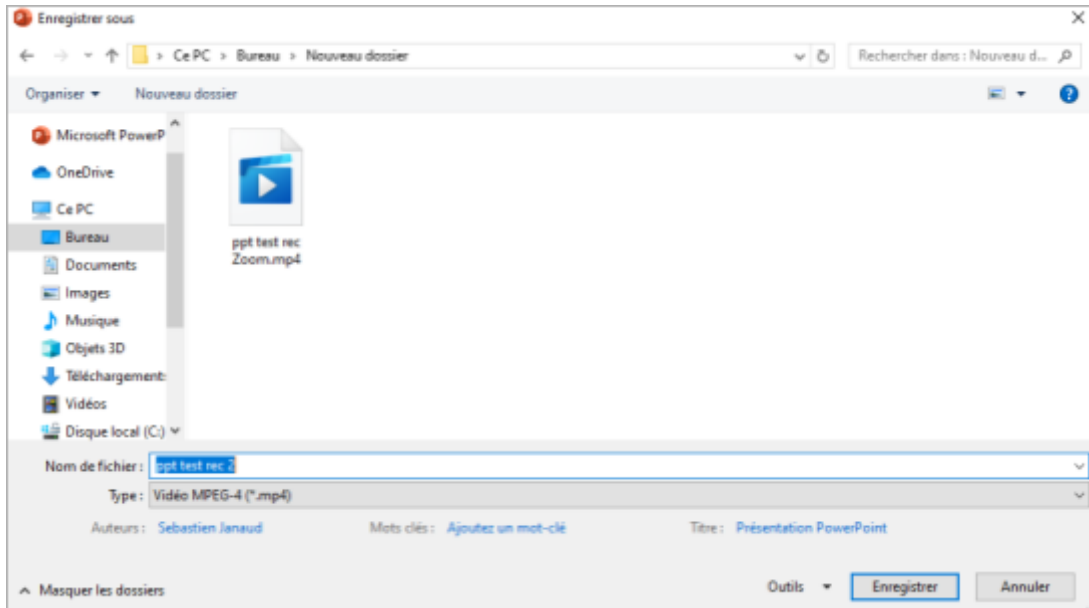 Enregistrer sous
Ce PC > Bureau > Nouveau dossier
Rechercher dans : Nouveau d...
Organiser Nouveau dossier
Microsoft PowerP
OneDrive
Ce PC
Bureau
Documents
Images
Musique
Objets 3D
Téléchargement
Vidéos
Disque local (C:)
ppt test rec
Zoom.mp4
Nom de fichier : ppt test rec 2
Type : Vidéo MPEG-4 (*.mp4)
Auteurs : Sebastien Janaud Mots clés : Ajoutez un mot-clé Titre : Présentation PowerPoint
Masquer les dossiers Outils Enregistrer Annuler